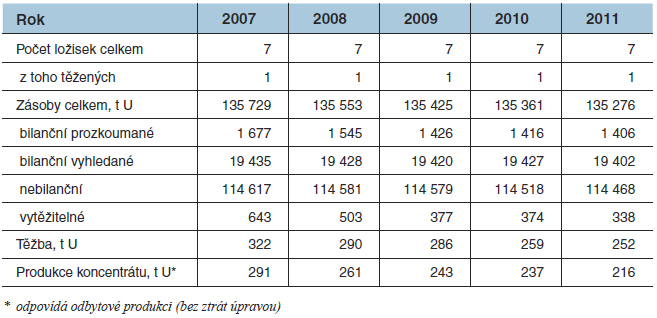 Rok 2007 2008 2009 2010 2011
Počet ložisek celkem 7 7 7 7 7
z toho těžených 1 1 1 1 1
Zásoby celkem, t U 135 729 135 553 135 425 135 361 135 276
bilanční prozkoumané 1 677 1 545 1 426 1 416 1 406
bilanční vyhledané 19 435 19 428 19 420 19 427 19 402
nebilanční 114 617 114 581 114 579 114 518 114 468
vytěžitelné 643 503 377 374 338
Těžba, t U 322 290 286 259 252
Produkce koncentrátu, t U* 291 261 243 237 216
* odpovídá odbytové produkci (bez ztrát úpravou)